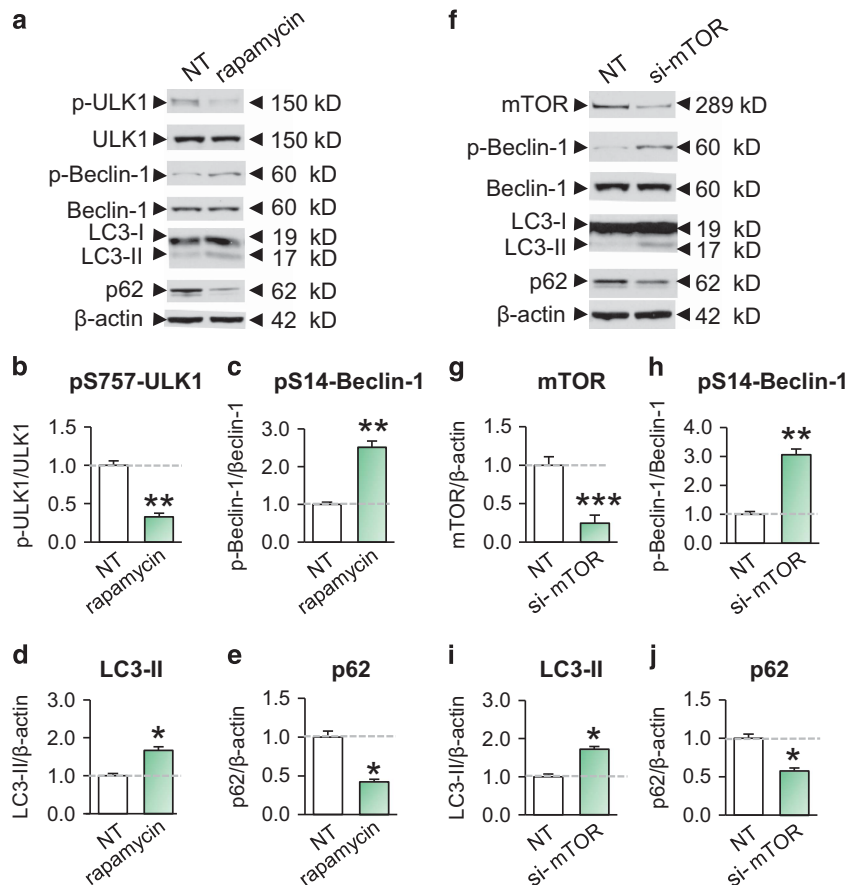 a
NT rapamycin
p-ULK1 150 kD
ULK1 150 kD
p-Beclin-1 60 kD
Beclin-1 60 kD
LC3-I 19 kD
LC3-II 17 kD
p62 62 kD
β-actin 42 kD
f
NT si-mTOR
mTOR 289 kD
p-Beclin-1 60 kD
Beclin-1 60 kD
LC3-I 19 kD
LC3-II 17 kD
p62 62 kD
β-actin 42 kD
b
pS757-ULK1
p-ULK1/ULK1
1.5
1.0
0.5
0.0
**
NT rapamycin
c
pS14-Beclin-1
p-Beclin-1/βeclin-1
3.0
2.0
1.0
0.0
**
NT rapamycin
g
mTOR
mTOR/β-actin
1.5
1.0
0.5
0.0
***
NT si- mTOR
h
pS14-Beclin-1
p-Beclin-1/Beclin-1
4.0
3.0
2.0
1.0
0.0
**
NT si- mTOR
d
LC3-II
LC3-II/β-actin
3.0
2.0
1.0
0.0
*
NT rapamycin
e
p62
p62/β-actin
1.5
1.0
0.5
0.0
*
NT rapamycin
i
LC3-II
LC3-II/β-actin
3.0
2.0
1.0
0.0
*
NT si- mTOR
j
p62
p62/β-actin
1.5
1.0
0.5
0.0
*
NT si- mTOR